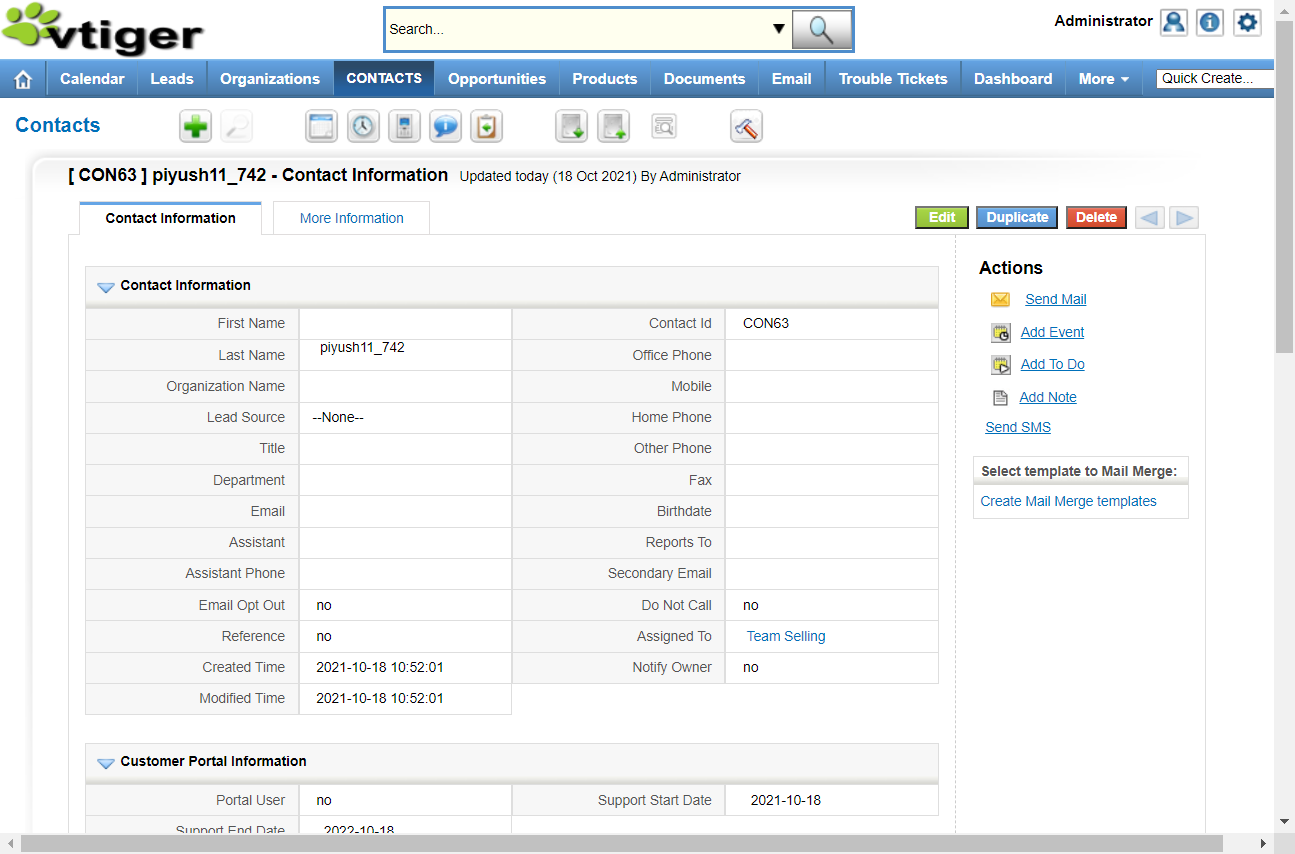 vtiger
Search...
Administrator
Calendar Leads Organizations CONTACTS Opportunities Products Documents Email Trouble Tickets Dashboard More Quick Create...
Contacts
[ CON63 ] piyush11_742 - Contact Information Updated today (18 Oct 2021) By Administrator
Contact Information More Information Edit Duplicate Delete
Contact Information
First Name Contact Id CON63
Last Name piyush11_742 Office Phone
Organization Name Mobile
Lead Source --None-- Home Phone
Title Other Phone
Department Fax
Email Birthdate
Assistant Reports To
Assistant Phone Secondary Email
Email Opt Out no Do Not Call no
Reference no Assigned To Team Selling
Created Time 2021-10-18 10:52:01 Notify Owner no
Modified Time 2021-10-18 10:52:01
Customer Portal Information
Portal User no Support Start Date 2021-10-18
Support End Date 2022-10-18
Actions
Send Mail
Add Event
Add To Do
Add Note
Send SMS
Select template to Mail Merge:
Create Mail Merge templates